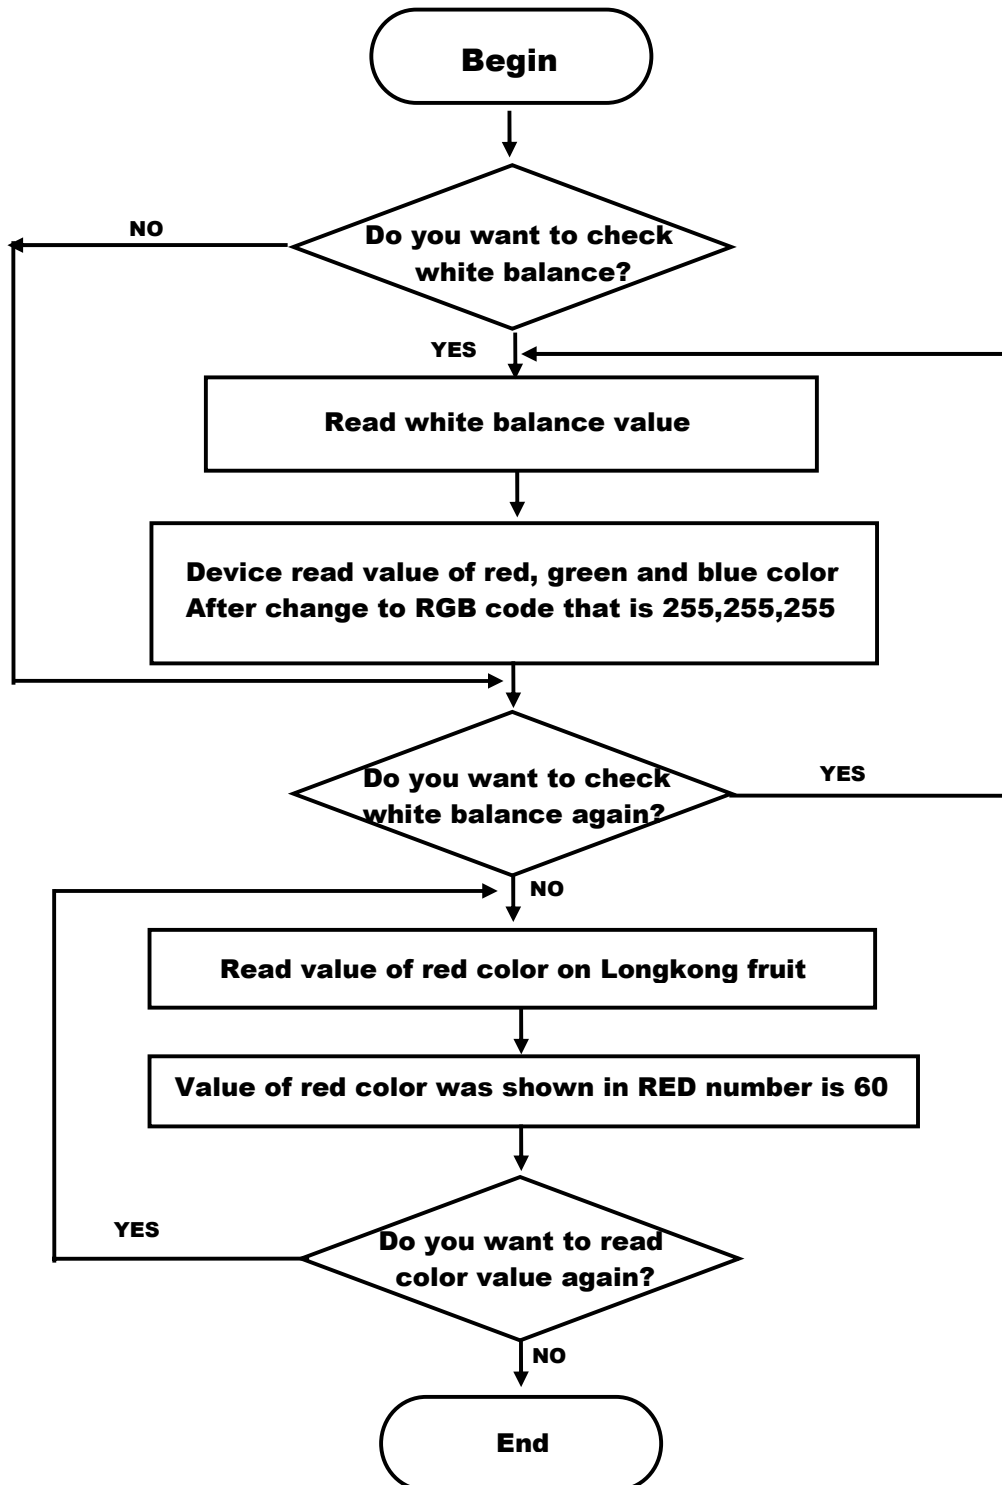 Begin
NO
Do you want to check
white balance?
YES
Read white balance value
Device read value of red, green and blue color
After change to RGB code that is 255,255,255
Do you want to check
white balance again?
YES
NO
Read value of red color on Longkong fruit
Value of red color was shown in RED number is 60
YES
Do you want to read
color value again?
NO
End